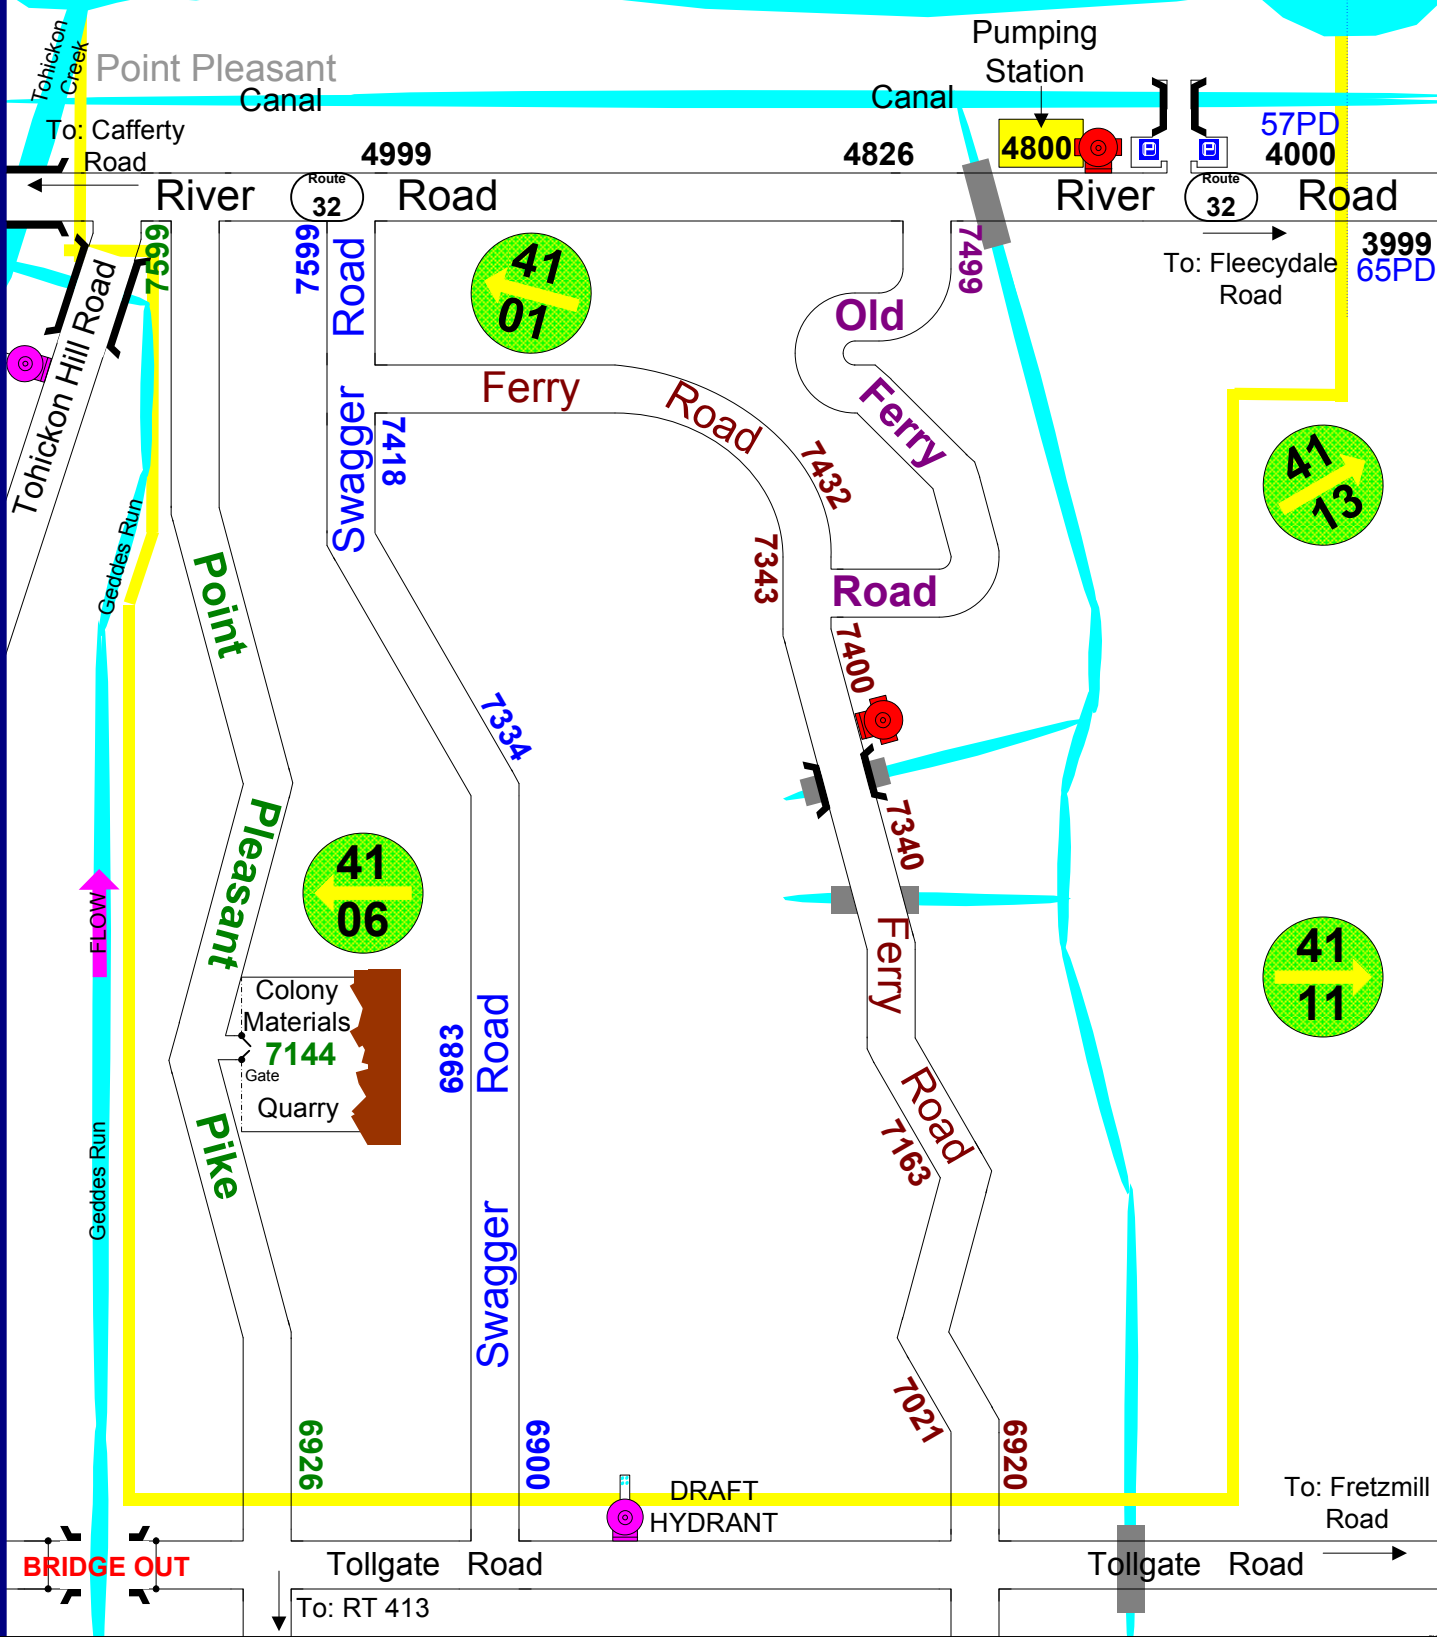 Pumping
Station
Tohickon
Creek
Point Pleasant
Canal
Canal
To: Cafferty
Road
4999
4826
4800
57PD
4000
River
Route
32
Road
River
Route
32
Road
7599
7599
Road
7499
To: Fleecydale
Road
3999
65PD
41
01
Old
Tohickon Hill Road
Ferry
Road
Swagger
7418
Ferry
7432
41
13
Geddes Run
Point
7343
Road
7400
7334
Pleasant
7340
41
06
FLOW
Ferry
41
11
Colony
Materials
7144
Gate
Quarry
6983
Road
Road
7163
Pike
Geddes Run
Swagger
7021
6926
6900
6920
DRAFT
HYDRANT
To: Fretzmill
Road
BRIDGE OUT
Tollgate Road
Tollgate Road
To: RT 413